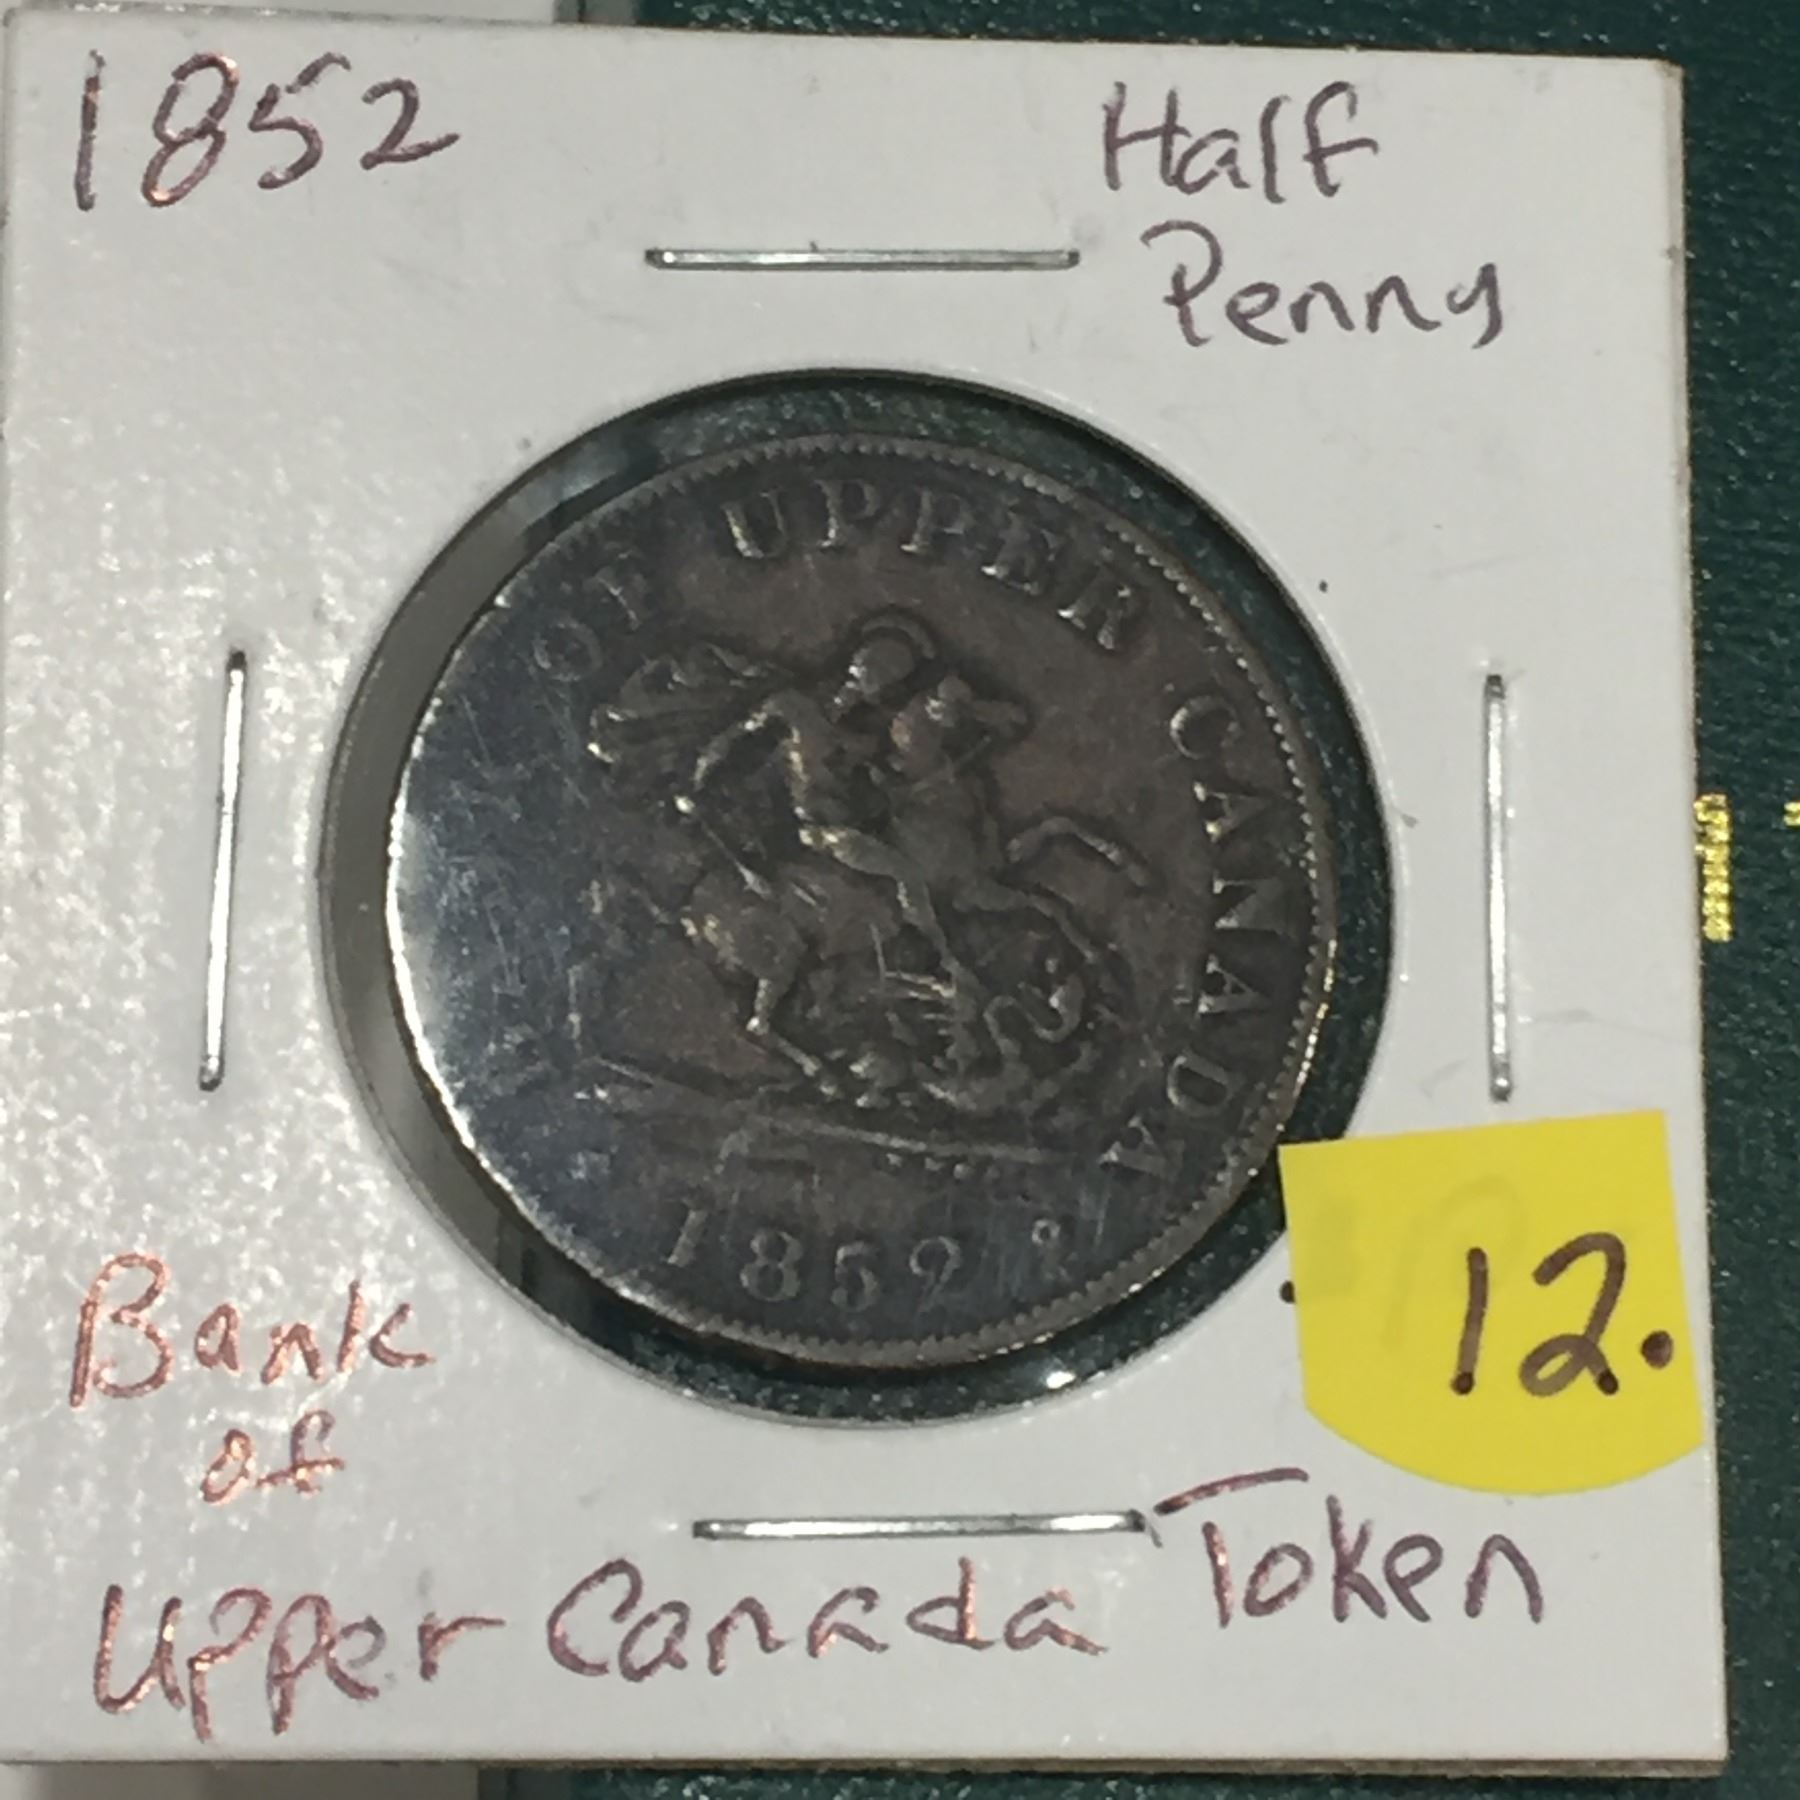 1852
Half
Penny
OF UPPER CANADA
1852
12.
Bank
of
Upper Canada Token